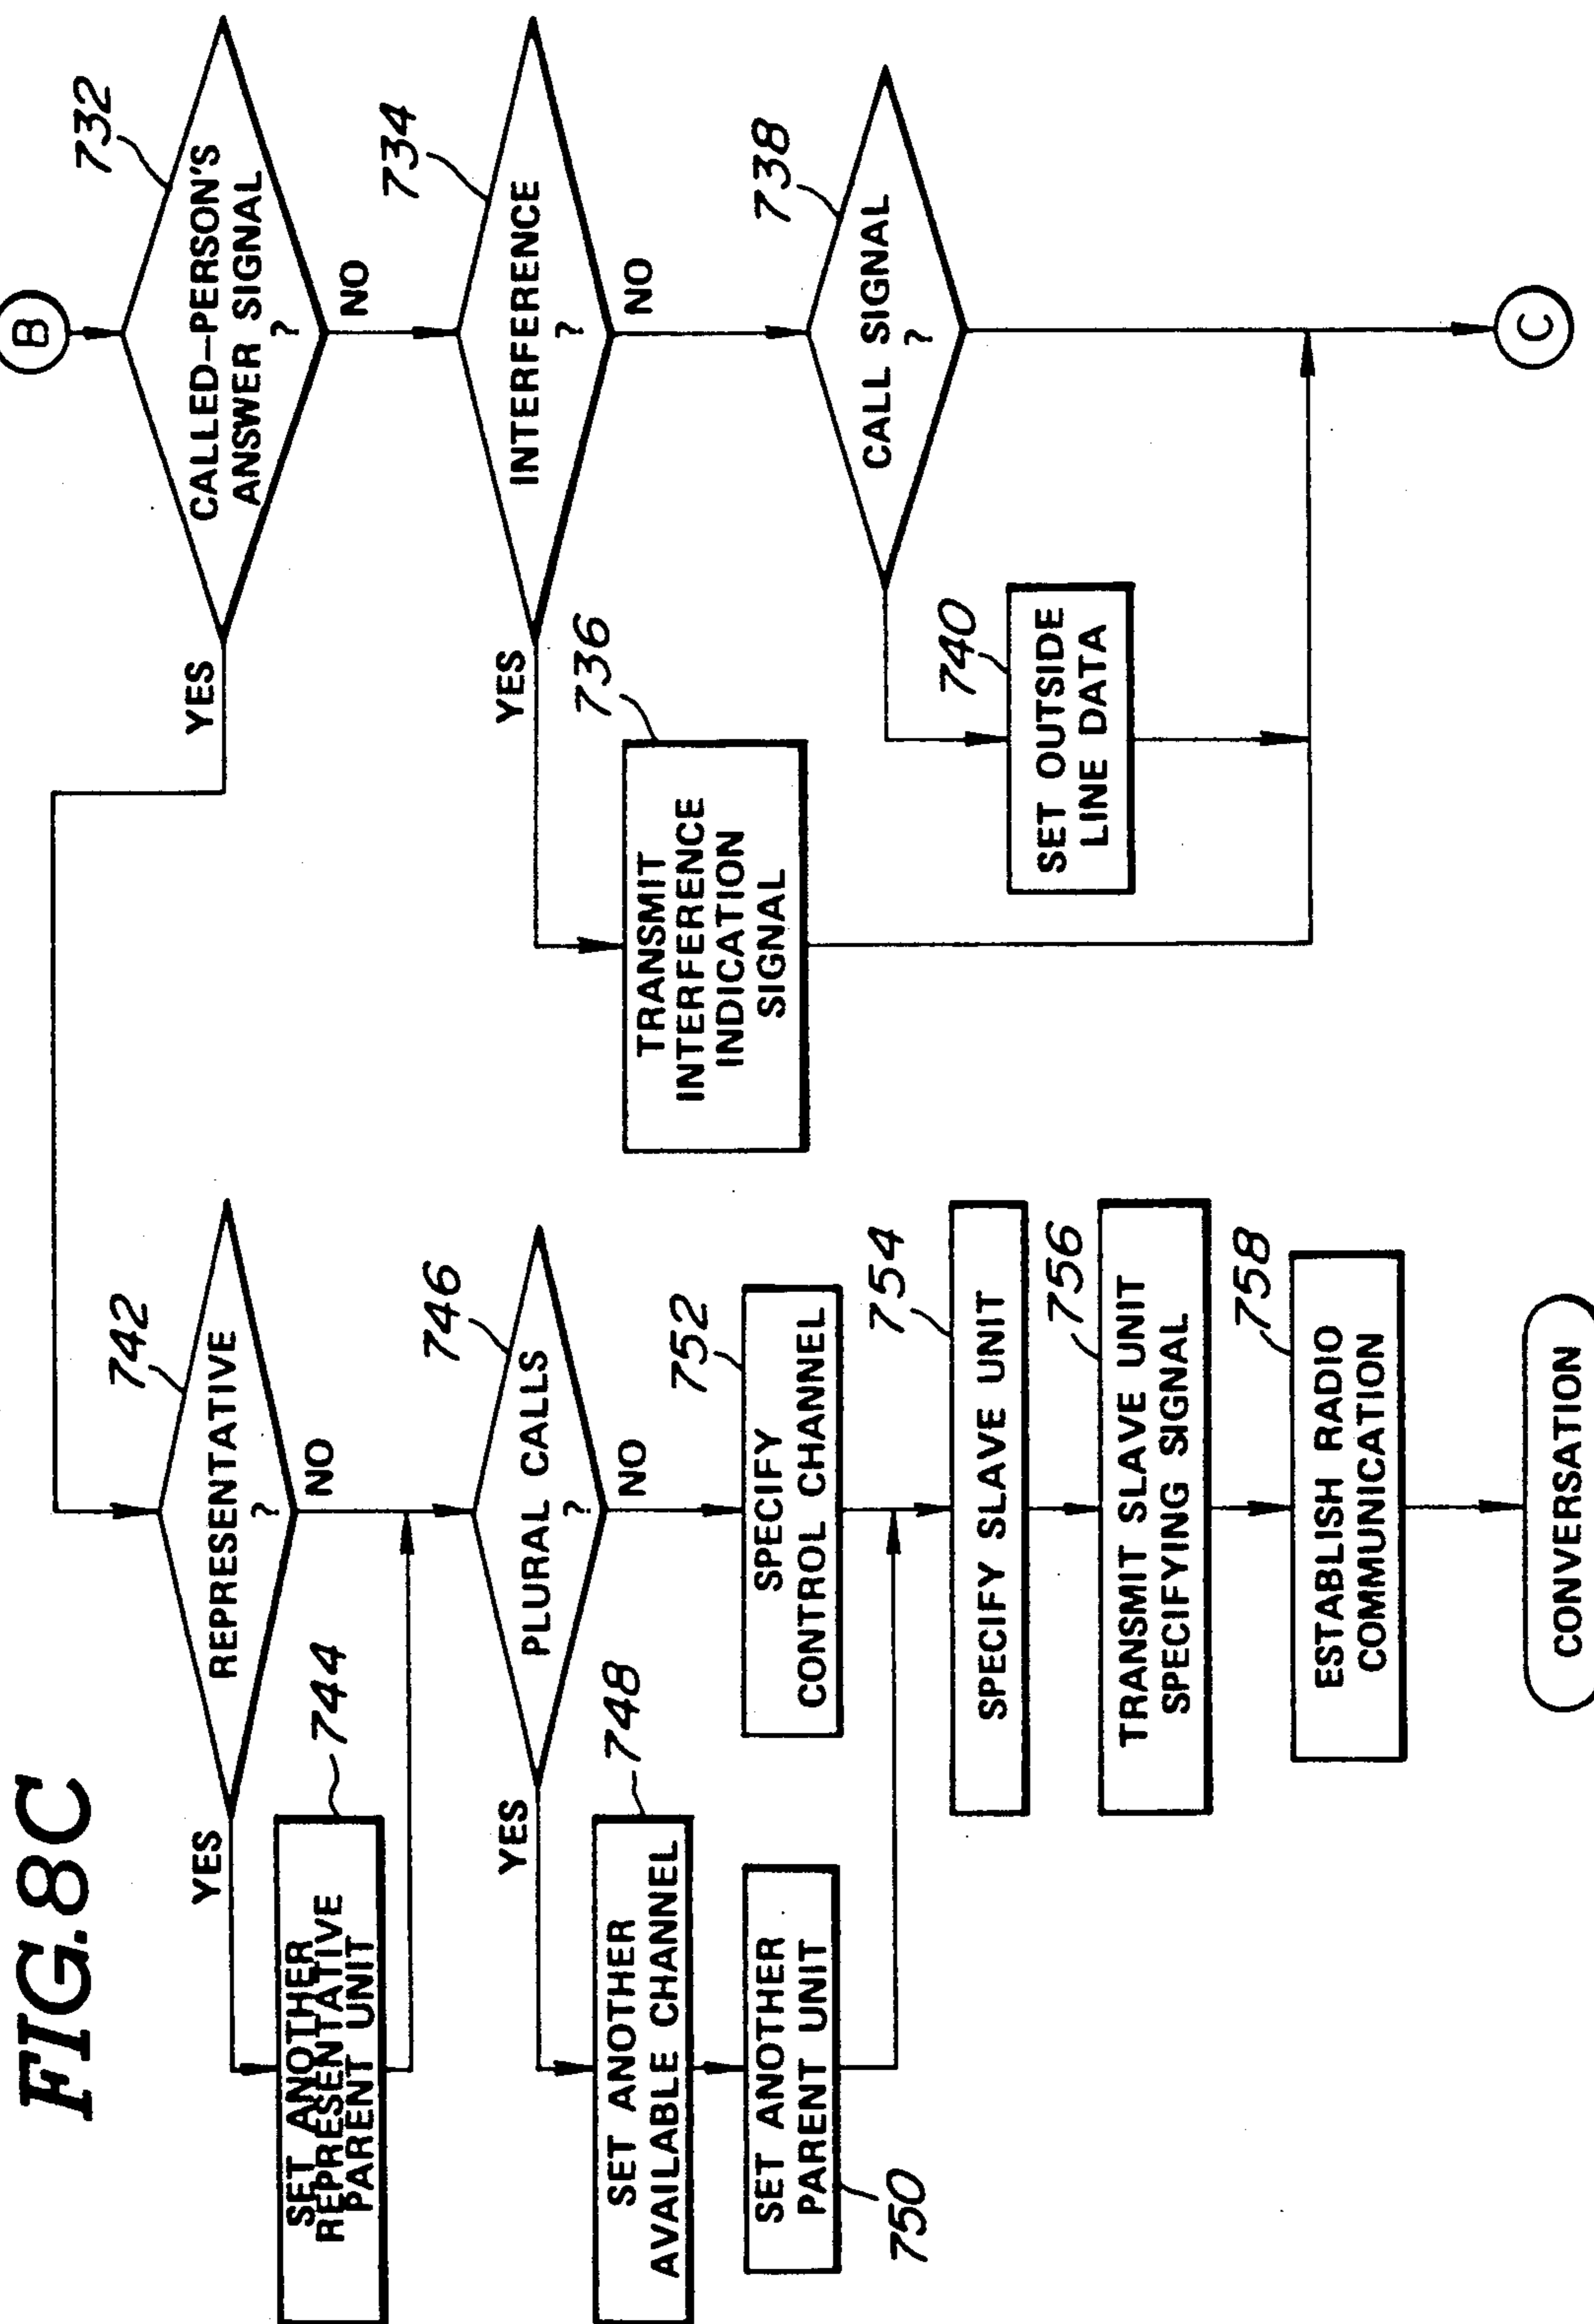 FIG. 8C
B
732
CALLED-PERSON'S
ANSWER SIGNAL
?
YES
NO
734
INTERFERENCE
?
YES
NO
736
TRANSMIT
INTERFERENCE
INDICATION
SIGNAL
738
CALL SIGNAL
?
740
SET OUTSIDE
LINE DATA
C
742
REPRESENTATIVE
?
YES
NO
744
SET ANOTHER
REPRESENTATIVE
PARENT UNIT
746
PLURAL CALLS
?
YES
NO
748
SET ANOTHER
AVAILABLE CHANNEL
SET ANOTHER
PARENT UNIT
750
752
SPECIFY
CONTROL CHANNEL
754
SPECIFY SLAVE UNIT
756
TRANSMIT SLAVE UNIT
SPECIFYING SIGNAL
758
ESTABLISH RADIO
COMMUNICATION
CONVERSATION